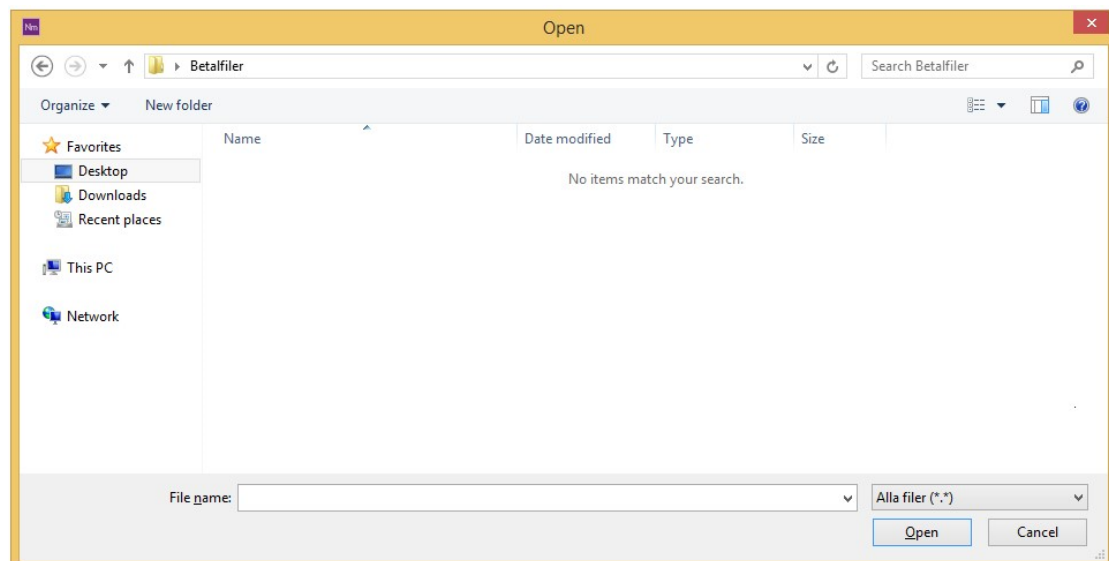 Nm
Open
Betalfiler
Search Betalfiler
Organize
New folder
Name
Date modified
Type
Size
Favorites
Desktop
Downloads
Recent places
This PC
Network
No items match your search.
File name:
Alla filer (*.*)
Open
Cancel